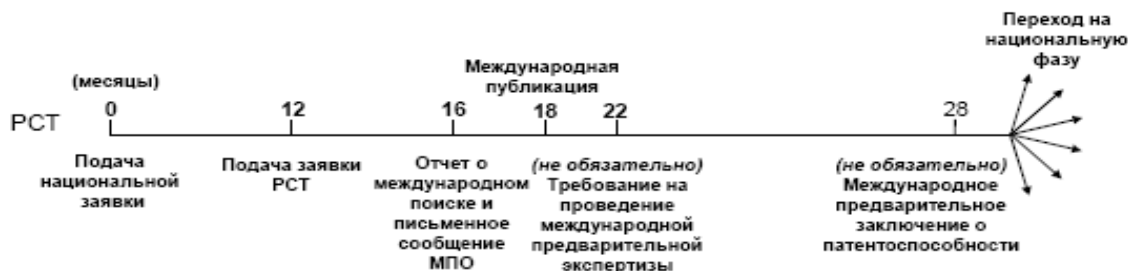 Переход на
национальную
фазу
(месяцы)
Международная
публикация
0
12
16
18
22
28
РСТ
Подача
национальной
заявки
Подача заявки
РСТ
Отчет о
международном
поиске и
письменное
сообщение
МПО
(не обязательно)
Требование на
проведение
международной
предварительной
экспертизы
(не обязательно)
Международное
предварительное
заключение о
патентоспособности